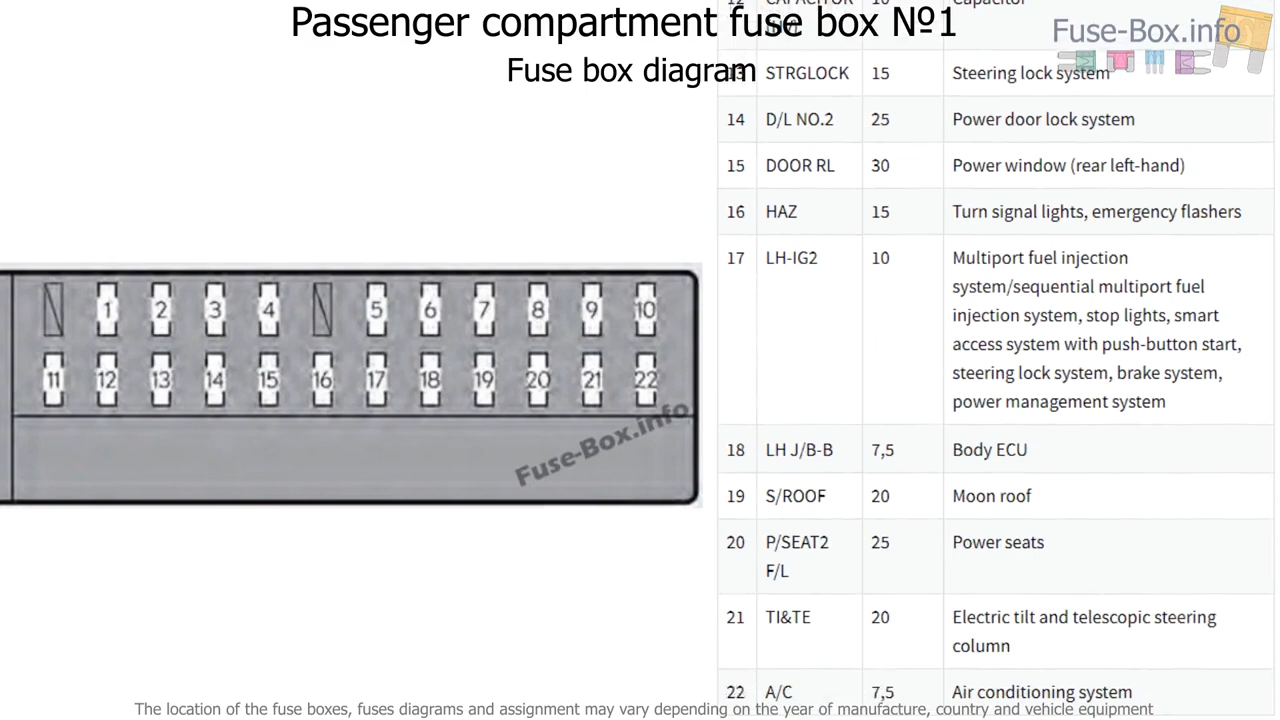 Passenger compartment fuse box №1
Fuse box diagram
Fuse-Box.info
12 CAPACITOR 10 Capacitor
13 STRGLOCK 15 Steering lock system
14 D/L NO.2 25 Power door lock system
15 DOOR RL 30 Power window (rear left-hand)
16 HAZ 15 Turn signal lights, emergency flashers
17 LH-IG2 10 Multiport fuel injection
system/sequential multiport fuel
injection system, stop lights, smart
access system with push-button start,
steering lock system, brake system,
power management system
18 LH J/B-B 7,5 Body ECU
19 S/ROOF 20 Moon roof
20 P/SEAT2 25 Power seats
F/L
21 TI&TE 20 Electric tilt and telescopic steering
column
22 A/C 7,5 Air conditioning system
1 2 3 4 5 6 7 8 9 10
11 12 13 14 15 16 17 18 19 20 21 22
Fuse-Box.info
The location of the fuse boxes, fuses diagrams and assignment may vary depending on the year of manufacture, country and vehicle equipment